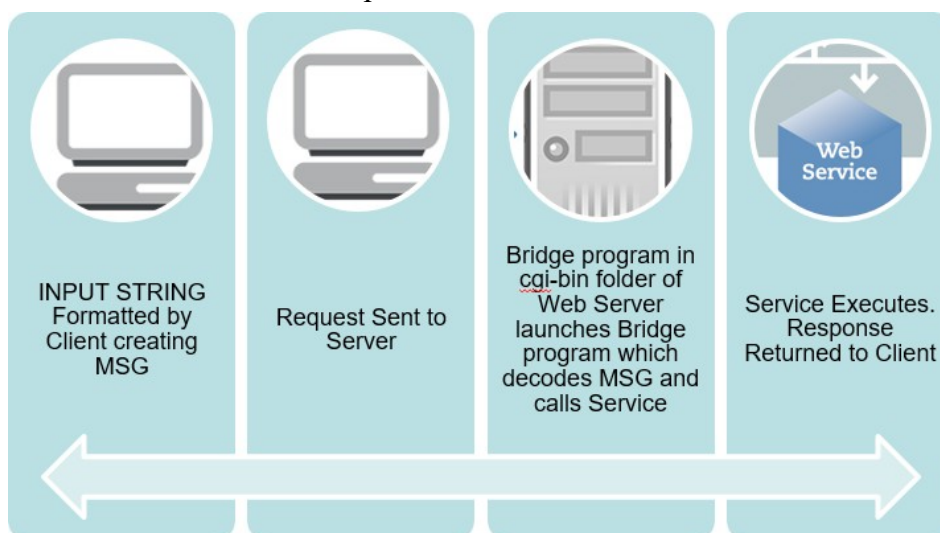 Web
Service
INPUT STRING
Formatted by
Client creating
MSG
Request Sent to
Server
Bridge program in
cgi-bin folder of
Web Server
launches Bridge
program which
decodes MSG and
calls Service
Service Executes.
Response
Returned to Client